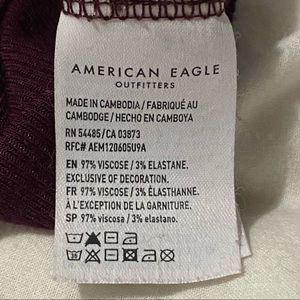 AMERICAN EAGLE
OUTFITTERS
MADE IN CAMBODIA / FABRIQUÉ AU
CAMBODGE / HECHO EN CAMBOYA
RN 54485/CA 03873
RFC# AEM120605U9A
EN 97% VISCOSE / 3% ELASTANE.
EXCLUSIVE OF DECORATION.
FR 97% VISCOSE / 3% ÉLASTHANNE.
À L'EXCEPTION DE LA GARNITURE.
SP 97% viscosa / 3% elastano.